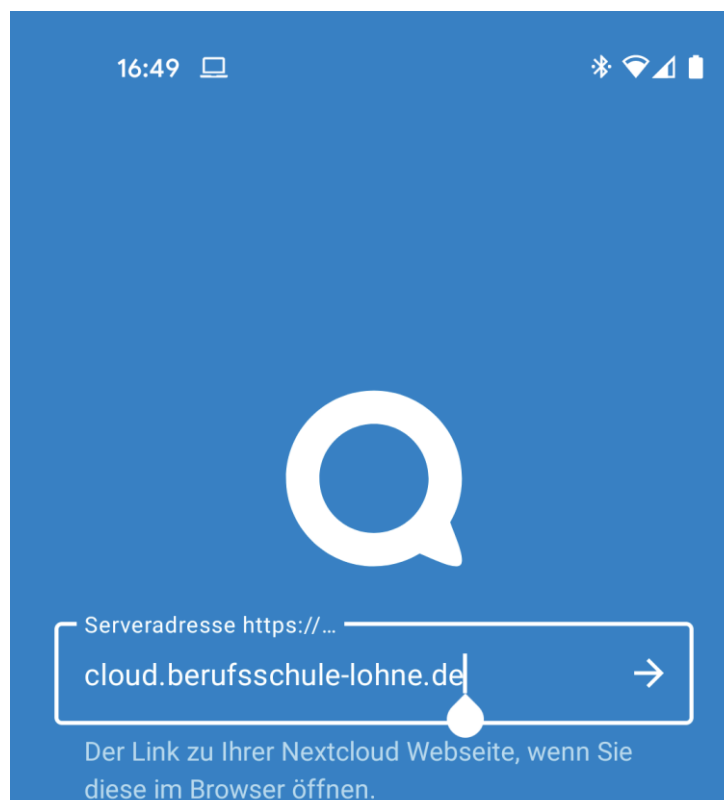 16:49
Serveradresse https://…
cloud.berufsschule-lohne.de
Der Link zu Ihrer Nextcloud Webseite, wenn Sie
diese im Browser öffnen.